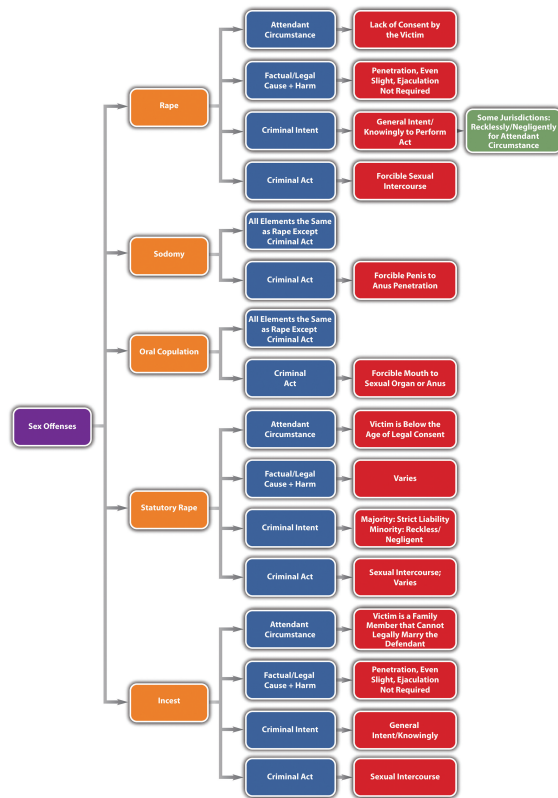 Sex Offenses
Rape
Attendant
Circumstance
Lack of Consent by
the Victim
Factual/Legal
Cause + Harm
Penetration, Even
Slight, Ejaculation
Not Required
Criminal Intent
General Intent/
Knowingly to Perform
Act
Some Jurisdictions:
Recklessly/Negligently
for Attendant
Circumstance
Criminal Act
Forcible Sexual
Intercourse
Sodomy
All Elements the Same
as Rape Except
Criminal Act
Criminal Act
Forcible Penis to
Anus Penetration
Oral Copulation
All Elements the Same
as Rape Except
Criminal Act
Criminal
Act
Forcible Mouth to
Sexual Organ or Anus
Statutory Rape
Attendant
Circumstance
Victim is Below the
Age of Legal Consent
Factual/Legal
Cause + Harm
Varies
Criminal Intent
Majority: Strict Liability
Minority: Reckless/
Negligent
Criminal Act
Sexual Intercourse;
Varies
Incest
Attendant
Circumstance
Victim is a Family
Member that Cannot
Legally Marry the
Defendant
Factual/Legal
Cause + Harm
Penetration, Even
Slight, Ejaculation
Not Required
Criminal Intent
General
Intent/Knowingly
Criminal Act
Sexual Intercourse